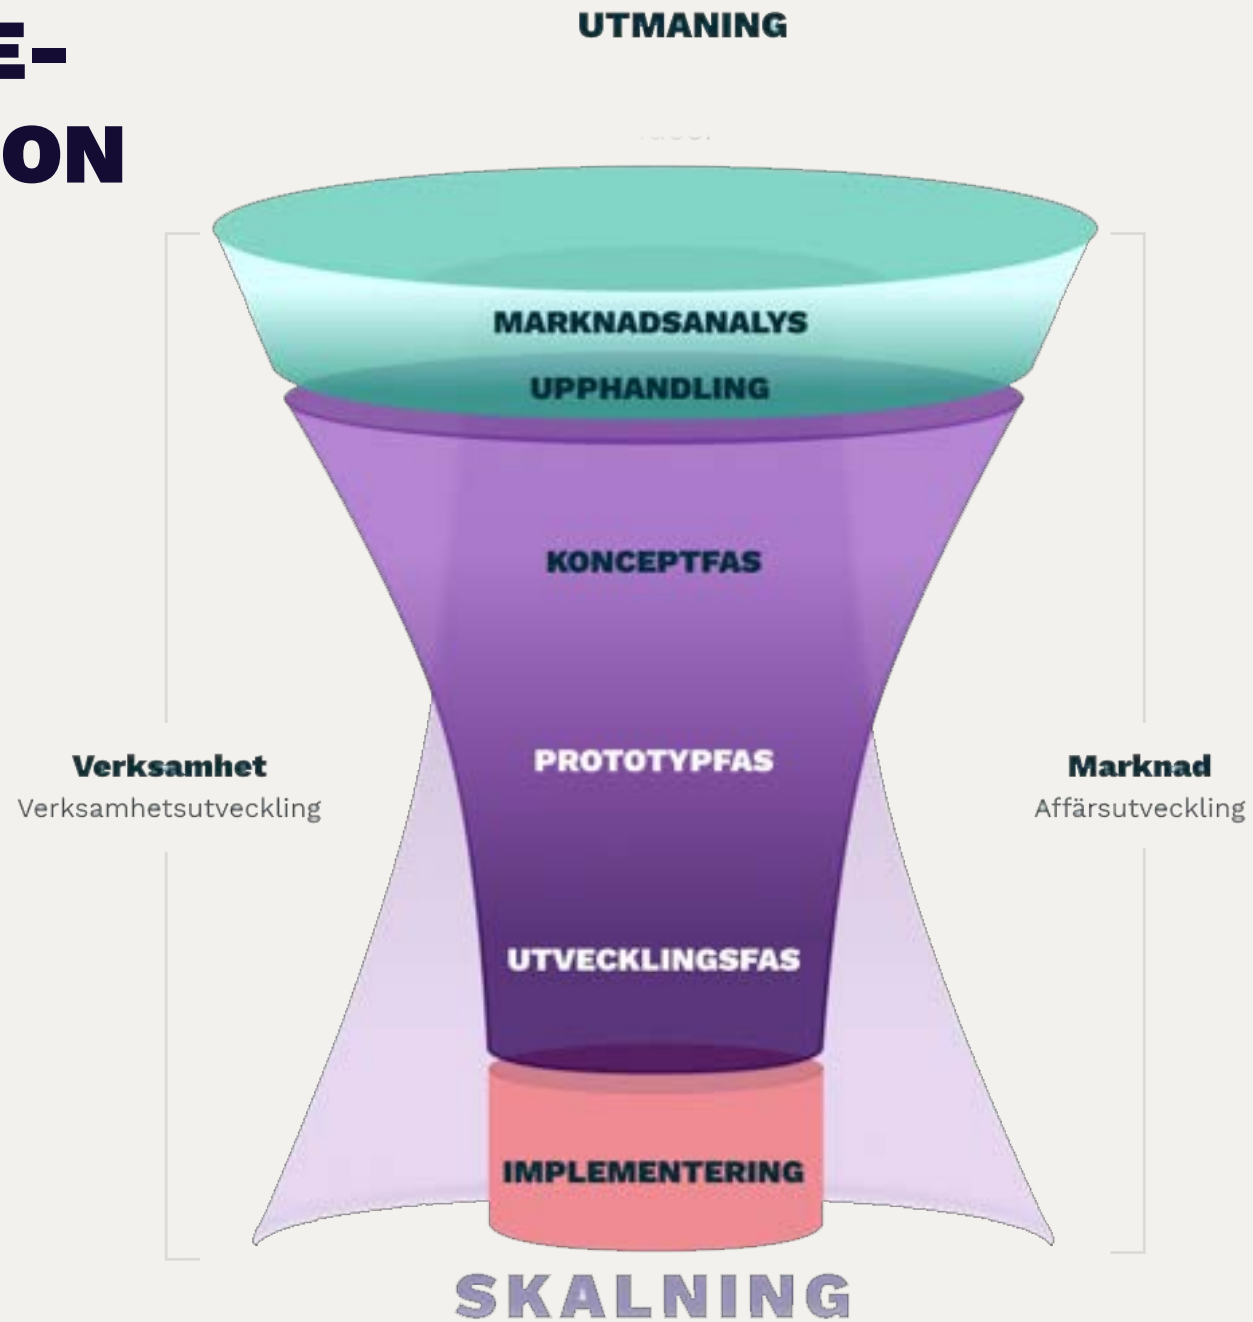 E-
ON
UTMANING
MARKNADSANALYS
UPPHANDLING
KONCEPTFAS
PROTOTYPFAS
Verksamhet
Verksamhetsutveckling
Marknad
Affärsutveckling
UTVECKLINGSFAS
IMPLEMENTERING
SKALNING